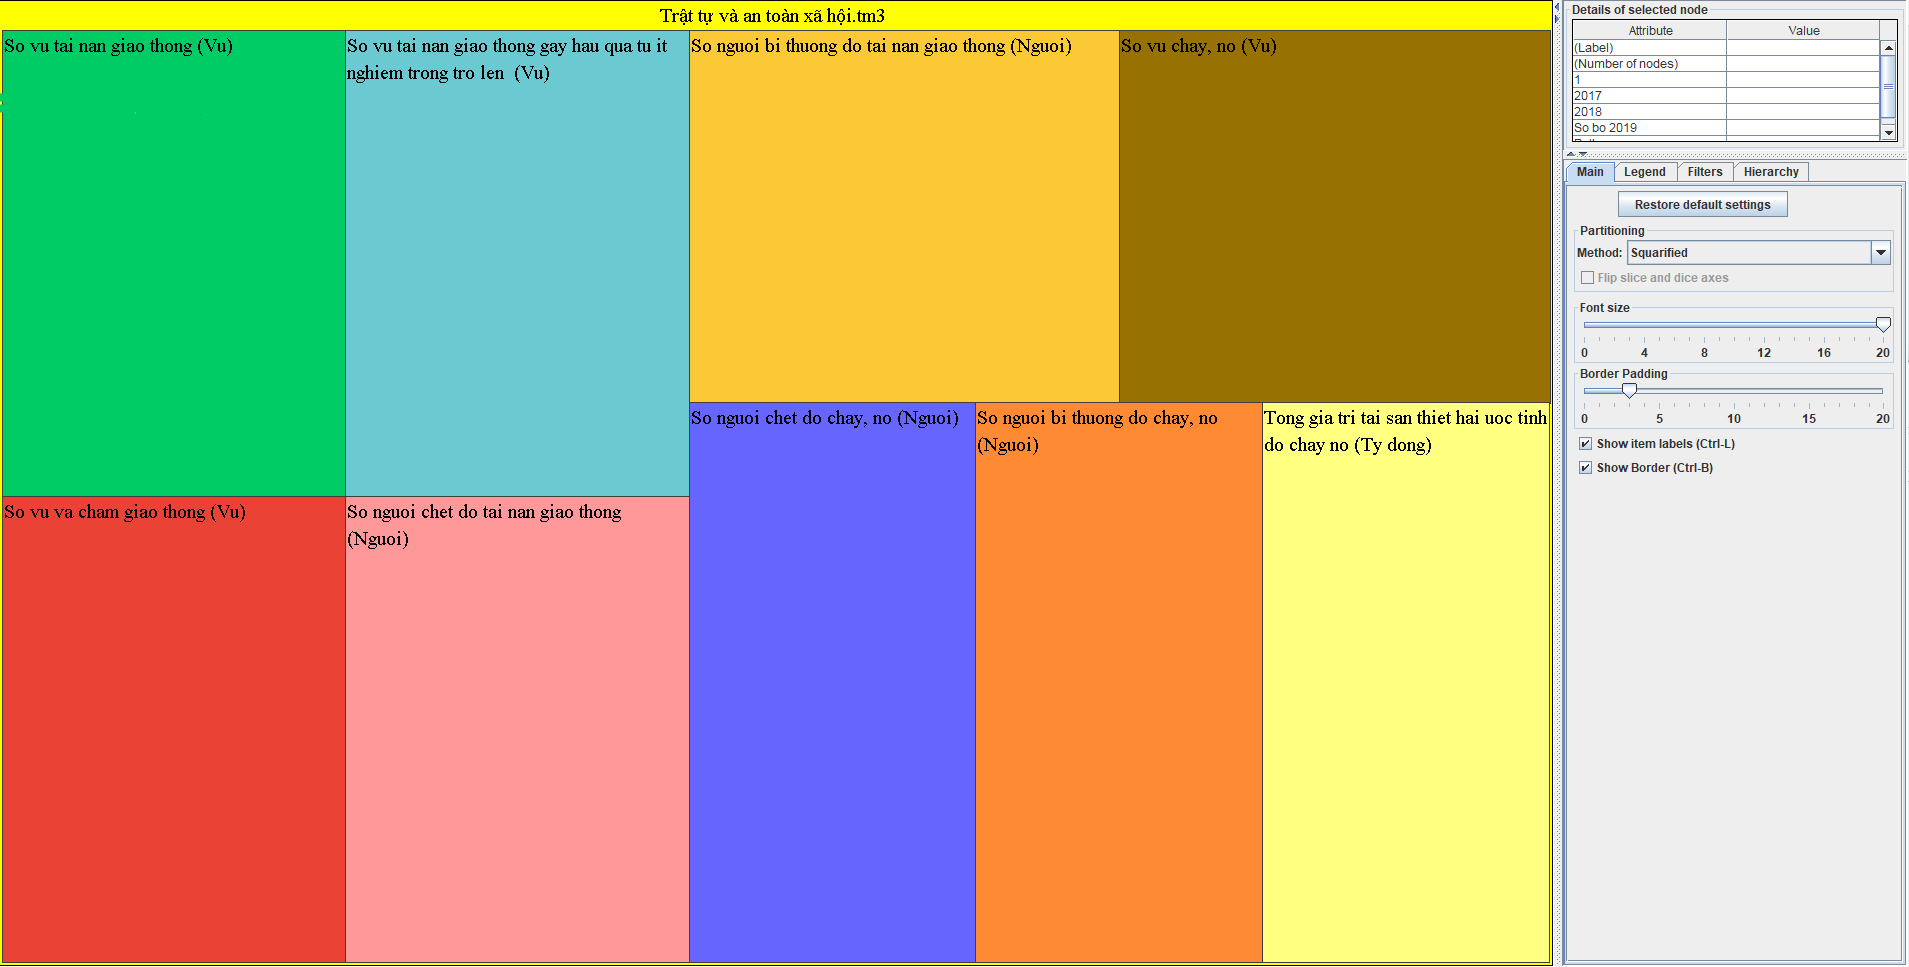 Trật tự và an toàn xã hội.tm3
So vu tai nan giao thong (Vu)
So vu tai nan giao thong gay hau qua tu it
nghiem trong tro len  (Vu)
So nguoi bi thuong do tai nan giao thong (Nguoi)
So vu chay, no (Vu)
So nguoi chet do chay, no (Nguoi)
So nguoi bi thuong do chay, no
(Nguoi)
Tong gia tri tai san thiet hai uoc tinh
do chay no (Ty dong)
So vu va cham giao thong (Vu)
So nguoi chet do tai nan giao thong
(Nguoi)
Details of selected node
Attribute Value
(Label)
(Number of nodes)
1
2017
2018
So bo 2019
Main Legend Filters Hierarchy
Restore default settings
Partitioning
Method: Squarified
Flip slice and dice axes
Font size
0 4 8 12 16 20
Border Padding
0 5 10 15 20
Show item labels (Ctrl-L)
Show Border (Ctrl-B)